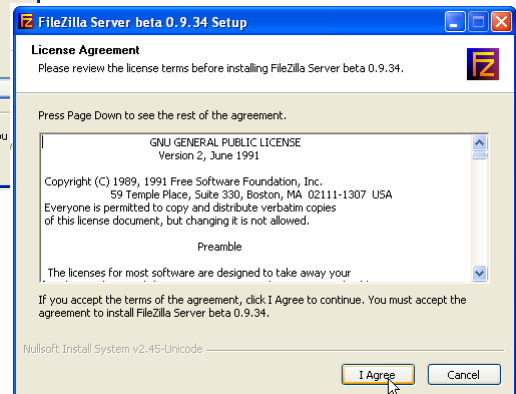 FileZilla Server beta 0.9.34 Setup
License Agreement
Please review the license terms before installing FileZilla Server beta 0.9.34.
Press Page Down to see the rest of the agreement.
GNU GENERAL PUBLIC LICENSE
Version 2, June 1991
Copyright (C) 1989, 1991 Free Software Foundation, Inc.
59 Temple Place, Suite 330, Boston, MA  02111-1307  USA
Everyone is permitted to copy and distribute verbatim copies
of this license document, but changing it is not allowed.
Preamble
The licenses for most software are designed to take away your
If you accept the terms of the agreement, click I Agree to continue. You must accept the
agreement to install FileZilla Server beta 0.9.34.
Nullsoft Install System v2.45-Unicode
I Agree
Cancel